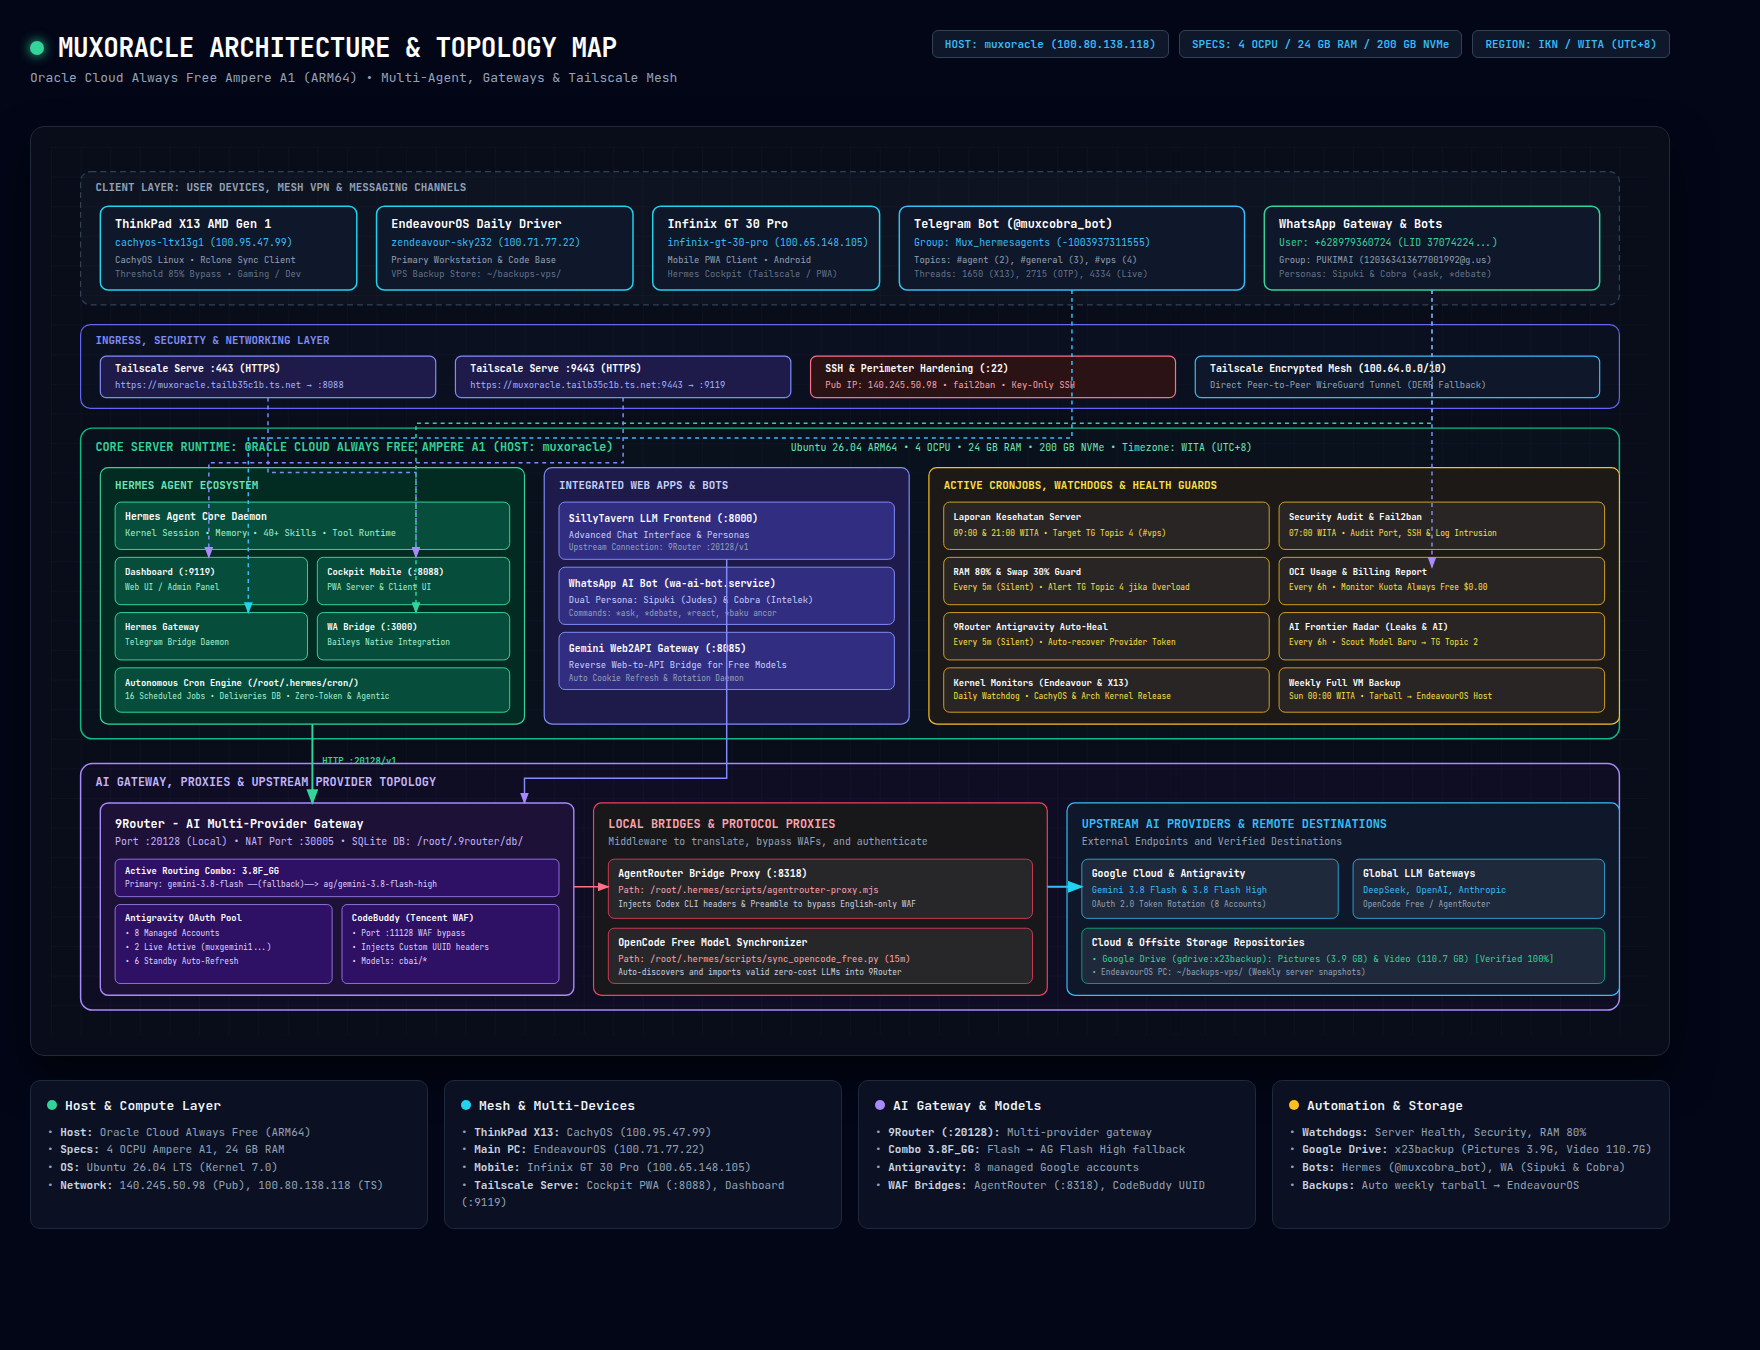 MUXORACLE ARCHITECTURE & TOPOLOGY MAP
Oracle Cloud Always Free Ampere A1 (ARM64) • Multi-Agent, Gateways & Tailscale Mesh
HOST: muxoracle (100.80.138.118)
SPECS: 4 OCPU / 24 GB RAM / 200 GB NVMe
REGION: IKN / WITA (UTC+8)
CLIENT LAYER: USER DEVICES, MESH VPN & MESSAGING CHANNELS
ThinkPad X13 AMD Gen 1
cachyos-ltx13g1 (100.95.47.99)
CachyOS Linux • Rclone Sync Client
Threshold 85% Bypass • Gaming / Dev
EndeavourOS Daily Driver
zendeavour-sky232 (100.71.77.22)
Primary Workstation & Code Base
VPS Backup Store: ~/backups-vps/
Infinix GT 30 Pro
infinix-gt-30-pro (100.65.148.105)
Mobile PWA Client • Android
Hermes Cockpit (Tailscale / PWA)
Telegram Bot (@muxcobra_bot)
Group: Mux_hermesagents (-1003937311555)
Topics: #agent (2), #general (3), #vps (4)
Threads: 1650 (X13), 2715 (OTP), 4334 (Live)
WhatsApp Gateway & Bots
User: +628979360724 (LID 37074224...)
Group: PUKIMAI (120363413677001992@g.us)
Personas: Sipuki & Cobra (*ask, *debate)
INGRESS, SECURITY & NETWORKING LAYER
Tailscale Serve :443 (HTTPS)
https://muxoracle.tailb35c1b.ts.net → :8088
Tailscale Serve :9443 (HTTPS)
https://muxoracle.tailb35c1b.ts.net:9443 → :9119
SSH & Perimeter Hardening (:22)
Pub IP: 140.245.50.98 • fail2ban • Key-Only SSH
Tailscale Encrypted Mesh (100.64.0.0/10)
Direct Peer-to-Peer WireGuard Tunnel (DERP Fallback)
CORE SERVER RUNTIME: ORACLE CLOUD ALWAYS FREE AMPERE A1 (HOST: muxoracle)
Ubuntu 26.04 ARM64 • 4 OCPU • 24 GB RAM • 200 GB NVMe • Timezone: WITA (UTC+8)
HERMES AGENT ECOSYSTEM
Hermes Agent Core Daemon
Kernel Session • Memory • 40+ Skills • Tool Runtime
Dashboard (:9119)
Web UI / Admin Panel
Cockpit Mobile (:8088)
PWA Server & Client UI
Hermes Gateway
Telegram Bridge Daemon
WA Bridge (:3000)
Baileys Native Integration
Autonomous Cron Engine (/root/.hermes/cron/)
16 Scheduled Jobs • Deliveries DB • Zero-Token & Agentic
INTEGRATED WEB APPS & BOTS
SillyTavern LLM Frontend (:8000)
Advanced Chat Interface & Personas
Upstream Connection: 9Router :20128/v1
WhatsApp AI Bot (wa-ai-bot.service)
Dual Persona: Sipuki (Judes) & Cobra (Intelek)
Commands: *ask, *debate, *react, *baku ancor
Gemini Web2API Gateway (:8085)
Reverse Web-to-API Bridge for Free Models
Auto Cookie Refresh & Rotation Daemon
ACTIVE CRONJOBS, WATCHDOGS & HEALTH GUARDS
Laporan Kesehatan Server
09:00 & 21:00 WITA • Target TG Topic 4 (#vps)
Security Audit & Fail2ban
07:00 WITA • Audit Port, SSH & Log Intrusion
RAM 80% & Swap 30% Guard
Every 5m (Silent) • Alert TG Topic 4 jika Overload
OCI Usage & Billing Report
Every 6h • Monitor Kuota Always Free $0.00
9Router Antigravity Auto-Heal
Every 5m (Silent) • Auto-recover Provider Token
AI Frontier Radar (Leaks & AI)
Every 6h • Scout Model Baru → TG Topic 2
Kernel Monitors (Endeavour & X13)
Daily Watchdog • CachyOS & Arch Kernel Release
Weekly Full VM Backup
Sun 00:00 WITA • Tarball → EndeavourOS Host
HTTP :20128/v1
AI GATEWAY, PROXIES & UPSTREAM PROVIDER TOPOLOGY
9Router - AI Multi-Provider Gateway
Port :20128 (Local) • NAT Port :30005 • SQLite DB: /root/.9router/db/
Active Routing Combo: 3.8F_GG
Primary: gemini-3.8-flash ——(fallback)——> ag/gemini-3.8-flash-high
Antigravity OAuth Pool
• 8 Managed Accounts
• 2 Live Active (muxgemini1...)
• 6 Standby Auto-Refresh
CodeBuddy (Tencent WAF)
• Port :11128 WAF bypass
• Injects Custom UUID headers
• Models: cbai/*
LOCAL BRIDGES & PROTOCOL PROXIES
Middleware to translate, bypass WAFs, and authenticate
AgentRouter Bridge Proxy (:8318)
Path: /root/.hermes/scripts/agentrouter-proxy.mjs
Injects Codex CLI headers & Preamble to bypass English-only WAF
OpenCode Free Model Synchronizer
Path: /root/.hermes/scripts/sync_opencode_free.py (15m)
Auto-discovers and imports valid zero-cost LLMs into 9Router
UPSTREAM AI PROVIDERS & REMOTE DESTINATIONS
External Endpoints and Verified Destinations
Google Cloud & Antigravity
Gemini 3.8 Flash & 3.8 Flash High
OAuth 2.0 Token Rotation (8 Accounts)
Global LLM Gateways
DeepSeek, OpenAI, Anthropic
OpenCode Free / AgentRouter
Cloud & Offsite Storage Repositories
• Google Drive (gdrive:x23backup): Pictures (3.9 GB) & Video (110.7 GB) [Verified 100%]
• EndeavourOS PC: ~/backups-vps/ (Weekly server snapshots)
Host & Compute Layer
• Host: Oracle Cloud Always Free (ARM64)
• Specs: 4 OCPU Ampere A1, 24 GB RAM
• OS: Ubuntu 26.04 LTS (Kernel 7.0)
• Network: 140.245.50.98 (Pub), 100.80.138.118 (TS)
Mesh & Multi-Devices
• ThinkPad X13: CachyOS (100.95.47.99)
• Main PC: EndeavourOS (100.71.77.22)
• Mobile: Infinix GT 30 Pro (100.65.148.105)
• Tailscale Serve: Cockpit PWA (:8088), Dashboard
(:9119)
AI Gateway & Models
• 9Router (:20128): Multi-provider gateway
• Combo 3.8F_GG: Flash → AG Flash High fallback
• Antigravity: 8 managed Google accounts
• WAF Bridges: AgentRouter (:8318), CodeBuddy UUID
Automation & Storage
• Watchdogs: Server Health, Security, RAM 80%
• Google Drive: x23backup (Pictures 3.9G, Video 110.7G)
• Bots: Hermes (@muxcobra_bot), WA (Sipuki & Cobra)
• Backups: Auto weekly tarball → EndeavourOS